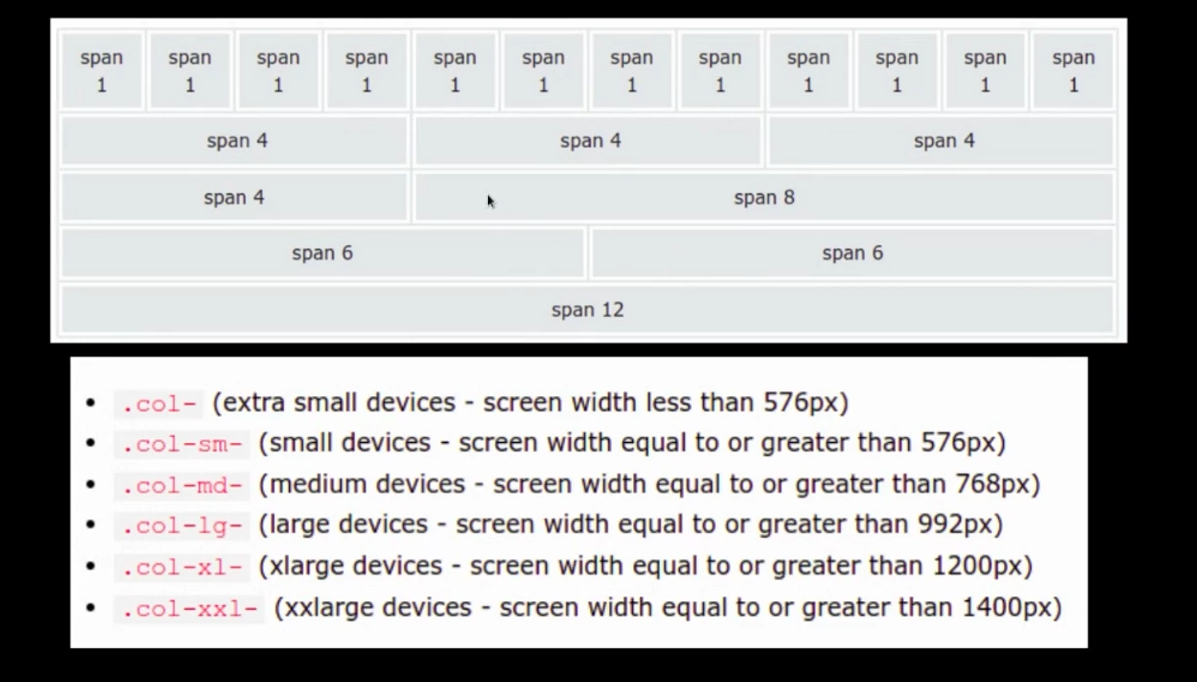 span span span span span span span span span span span span
1 1 1 1 1 1 1 1 1 1 1 1
span 4 span 4 span 4
span 4 span 8
span 6 span 6
span 12
• .col- (extra small devices - screen width less than 576px)
• .col-sm- (small devices - screen width equal to or greater than 576px)
• .col-md- (medium devices - screen width equal to or greater than 768px)
• .col-lg- (large devices - screen width equal to or greater than 992px)
• .col-xl- (xlarge devices - screen width equal to or greater than 1200px)
• .col-xxl- (xxlarge devices - screen width equal to or greater than 1400px)